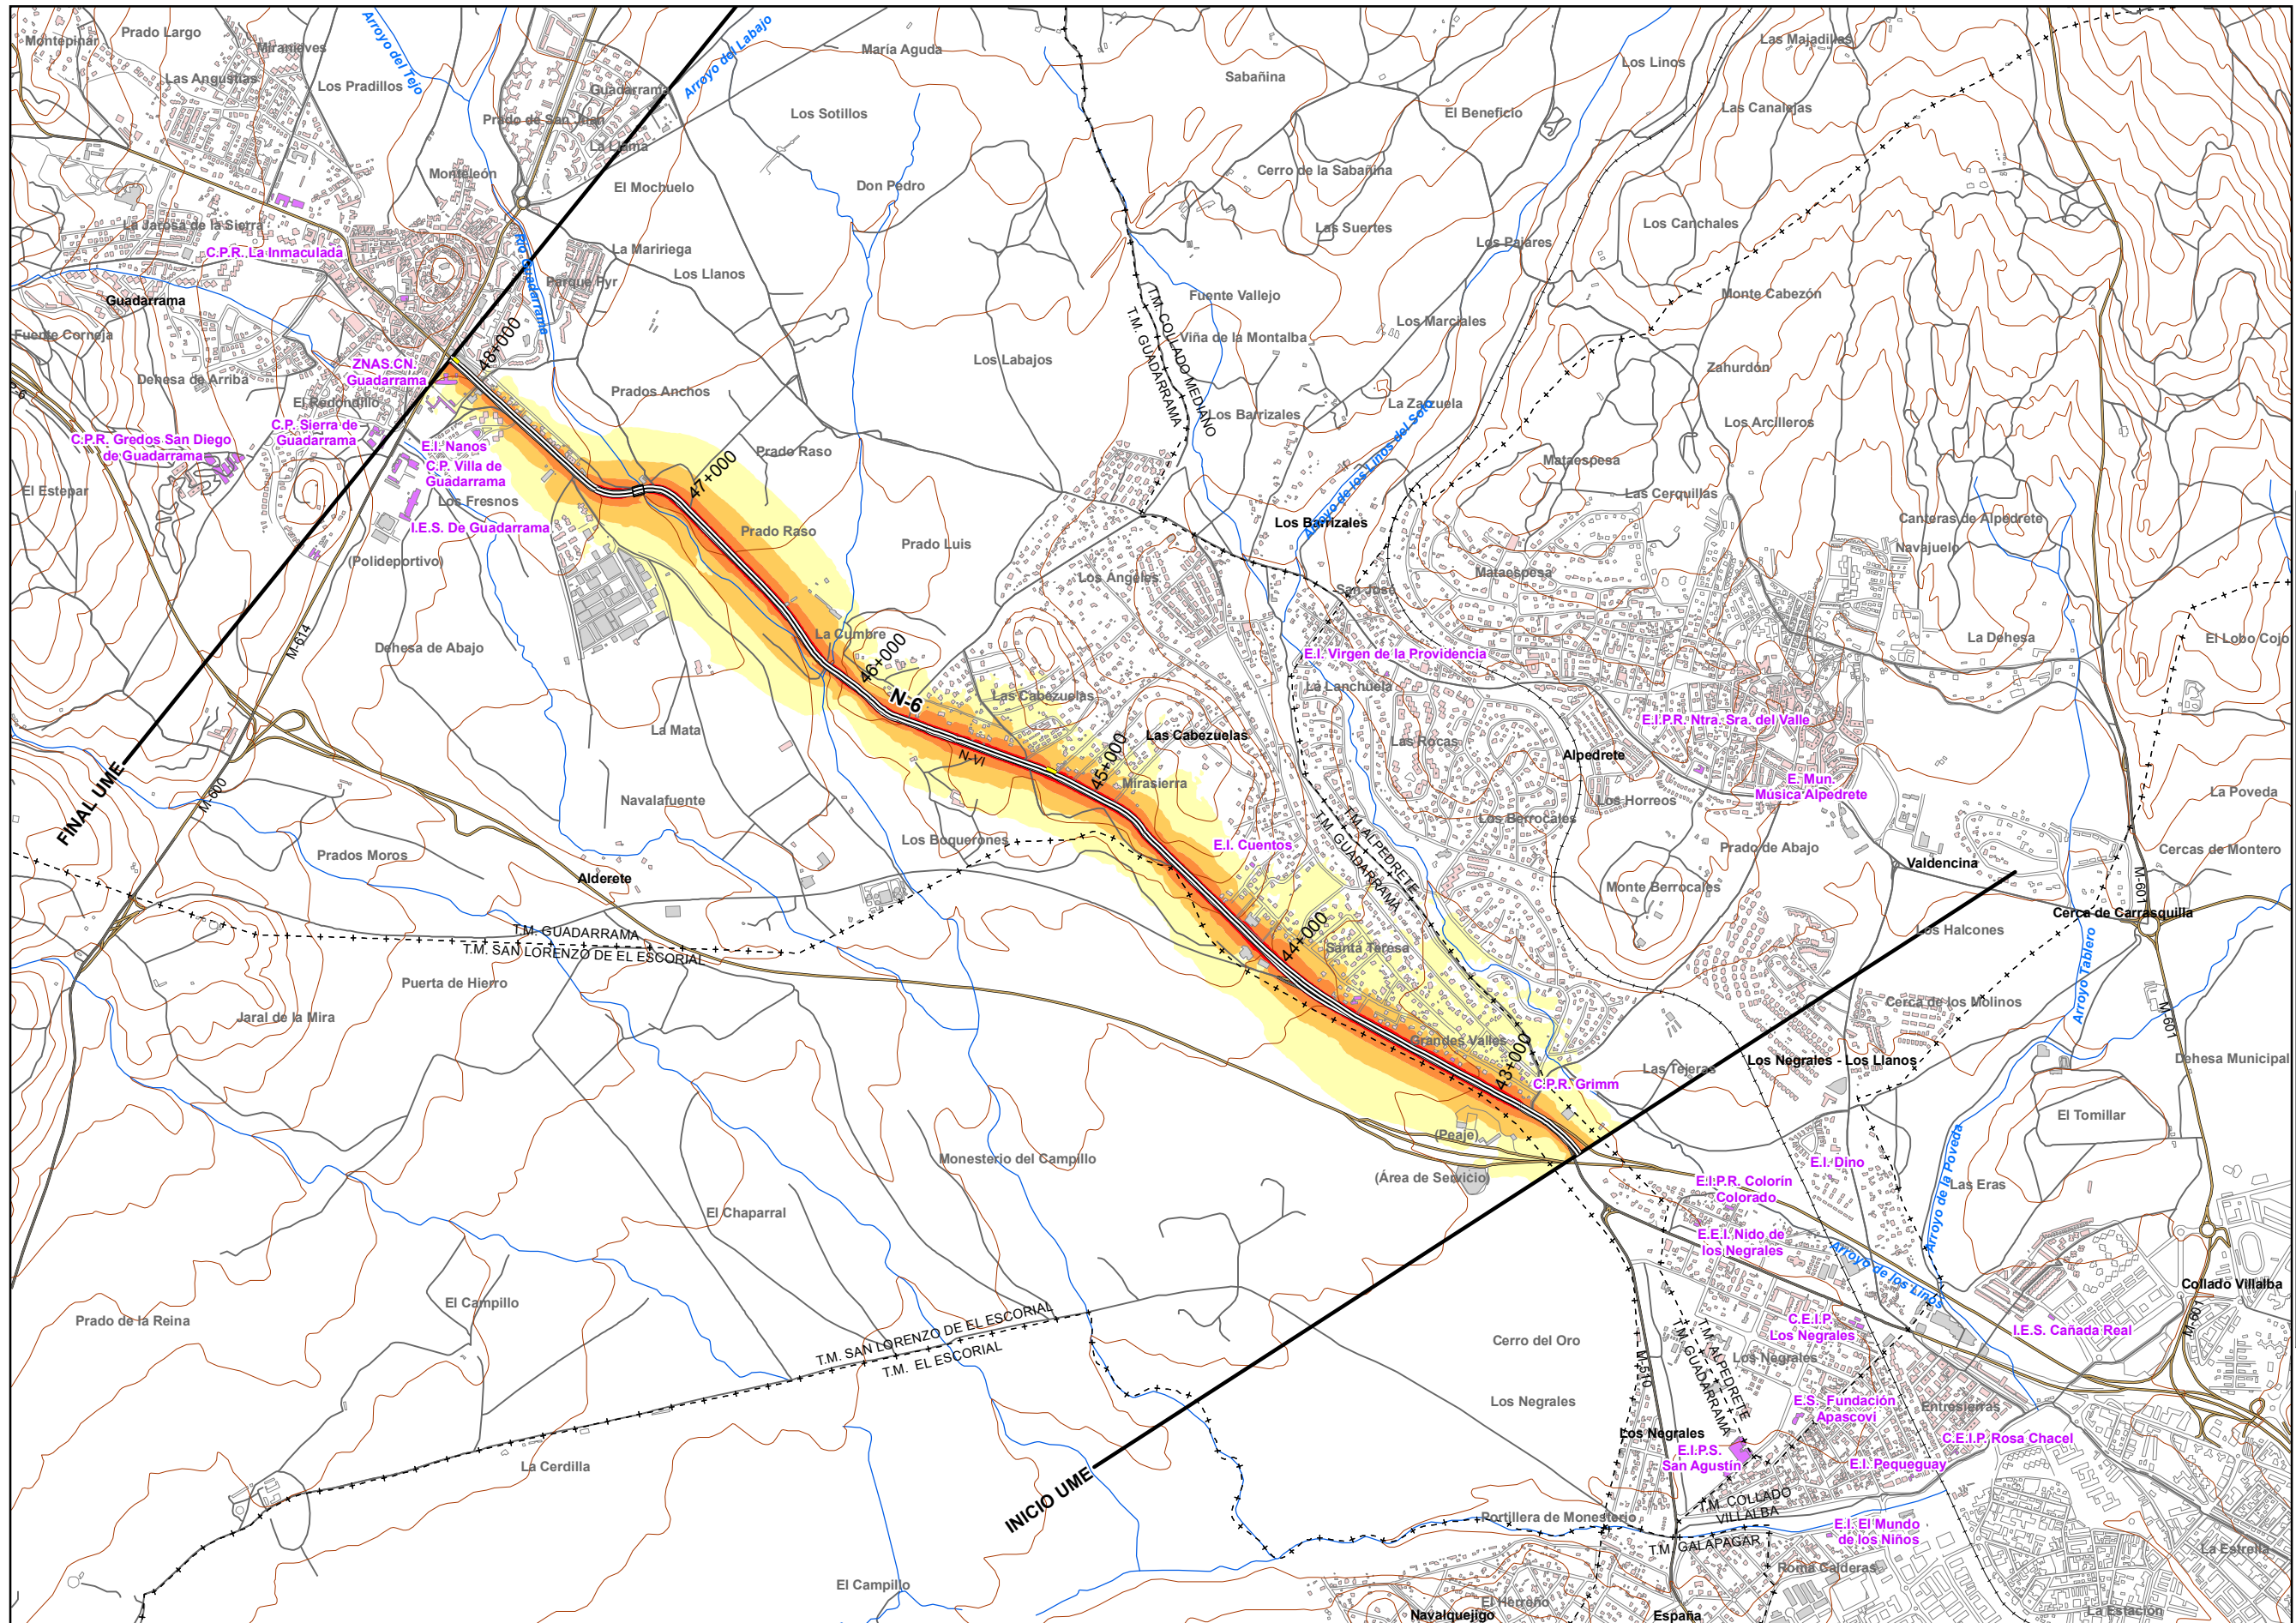 Montepinar
Prado Largo
Miranieves
Las Angustias
Los Pradillos
Arroyo del Tejo
Guadarrama
Prado de San Juan
La Llama
Arroyo del Labajo
María Aguda
Los Sotillos
Sabañina
El Beneficio
Los Linos
Las Majadillas
Las Canalejas
Monteleón
El Mochuelo
Don Pedro
Cerro de la Sabañina
Las Suertes
Los Pajares
Los Canchales
La Jarosa de la Sierra
C.P.R. La Inmaculada
La Maririega
Los Llanos
Río Guadarrama
Parque Pyr
Guadarrama
Fuente Corneja
Fuente Vallejo
Monte Cabezón
T.M. COLLADO MEDIANO
T.M. GUADARRAMA
Los Marciales
Viña de la Montalba
Los Labajos
48+000
ZNAS.CN.
Guadarrama
Dehesa de Arriba
El Redondillo
Prados Anchos
Zahurdón
La Zarzuela
Los Barrizales
Los Arcilleros
C.P. Sierra de
Guadarrama
C.P.R. Gredos San Diego
de Guadarrama
E.I. Nanos
C.P. Villa de
Guadarrama
Los Fresnos
I.E.S. De Guadarrama
El Estepar
47+000
Prado Raso
Prado Raso
Prado Luis
Mataespesa
Las Cerquillas
Arroyo de los Linos del Soto
Los Barrizales
Canteras de Alpedrete
Navajuelo
(Polideportivo)
Los Ángeles
San José
Mataespesa
M-614
Dehesa de Abajo
La Cumbre
46+000
N-6
N-VI
Las Cabezuelas
E.I. Virgen de la Providencia
La Lanchuela
La Dehesa
El Lobo Cojo
La Mata
Las Cabezuelas
Las Rocas
Alpedrete
E.I.P.R. Ntra. Sra. del Valle
45+000
Mirasierra
E. Mun.
Música Alpedrete
Los Horreos
Los Berrocales
La Poveda
FINAL UME
M-600
Navalafuente
Los Boquerones
E.I. Cuentos
T.M. ALPEDRETE
T.M. GUADARRAMA
Prado de Abajo
Valdencina
Cercas de Montero
Prados Moros
Alderete
Monte Berrocales
M-601
Cerca de Carrasquilla
Los Halcones
T.M. GUADARRAMA
T.M. SAN LORENZO DE EL ESCORIAL
44+000
Santa Teresa
Arroyo Tablero
Puerta de Hierro
Jaral de la Mira
Cerca de los Molinos
M-601
Grandes Valles
43+000
C.P.R. Grimm
Las Tejeras
Los Negrales - Los Llanos
Dehesa Municipal
El Tomillar
(Peaje)
Monesterio del Campillo
(Área de Servicio)
E.I. Dino
Arroyo de la Poveda
Las Eras
E.I.P.R. Colorín
Colorado
El Chaparral
E.E.I. Nido de
los Negrales
Arroyo de los Linos
Collado Villalba
El Campillo
Prado de la Reina
T.M. SAN LORENZO DE EL ESCORIAL
T.M. EL ESCORIAL
Cerro del Oro
C.E.I.P.
Los Negrales
I.E.S. Cañada Real
M-601
M-510
T.M. ALPEDRETE
T.M. GUADARRAMA
Los Negrales
Los Negrales
E.S. Fundación
Apascovi
Entresierras
Los Negrales
C.E.I.P. Rosa Chacel
E.I.P.S.
San Agustín
E.I. Pequeguay
La Cerdilla
INICIO UME
T.M. COLLADO
VILLALBA
Portillera de Monesterio
T.M. GALAPAGAR
E.I. El Mundo
de los Niños
La Estrella
Roma Calderas
El Campillo
El Herreño
Navalquejigo
España
La Estación